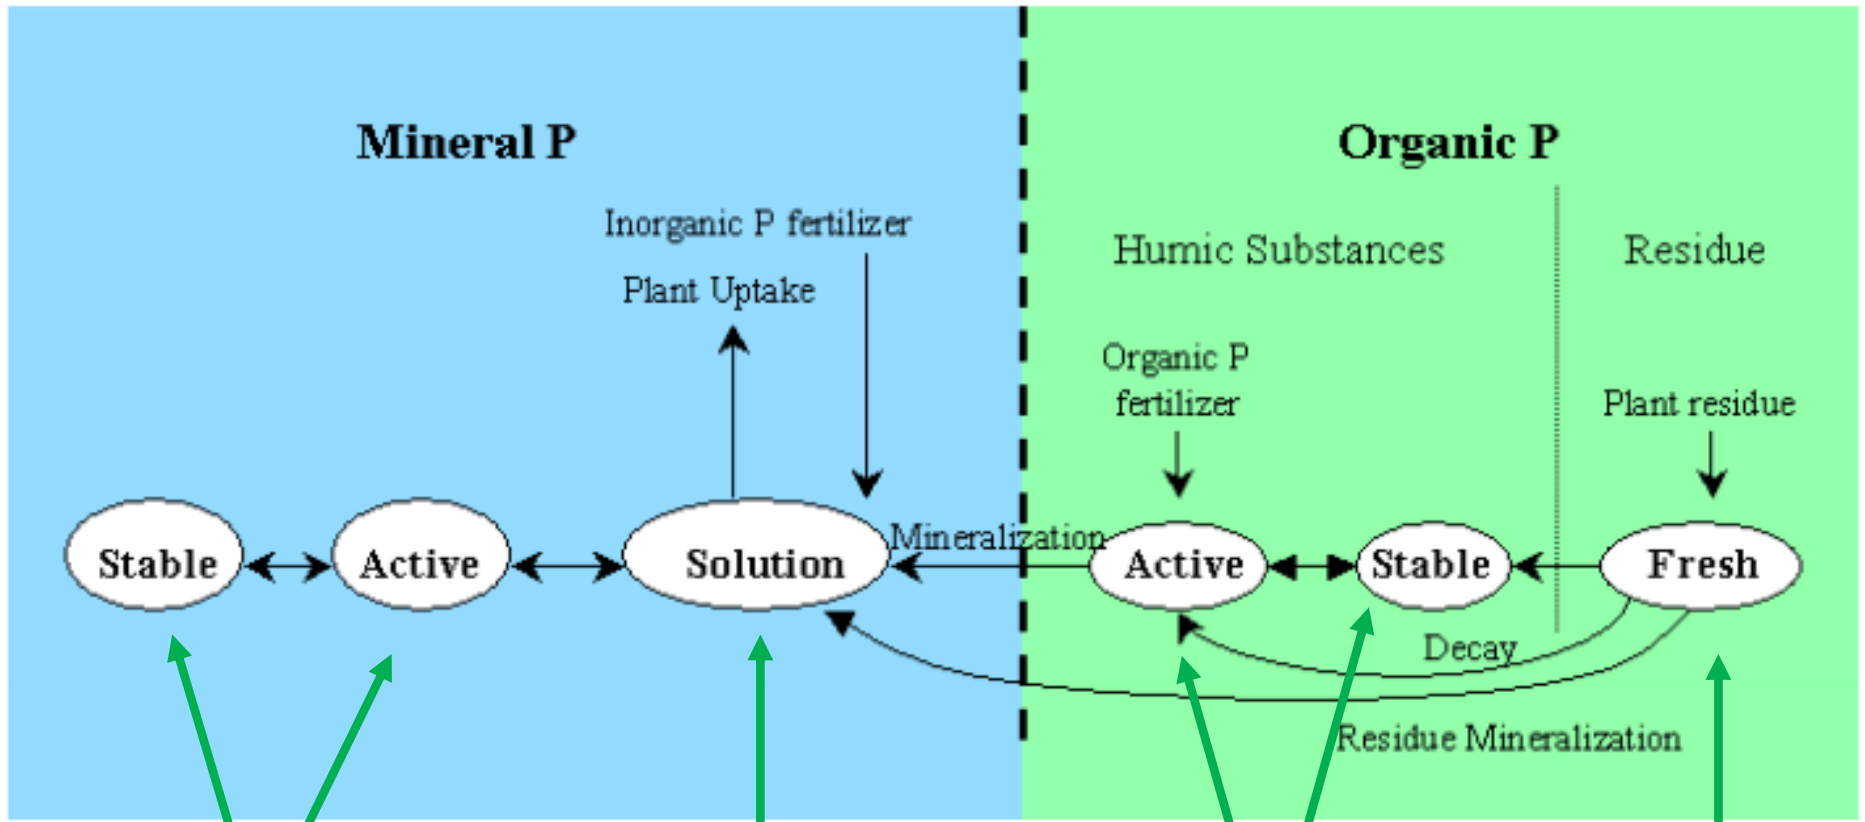 Mineral P
Organic P
Inorganic P fertilizer
Plant Uptake
Humic Substances
Residue
Organic P
fertilizer
Plant residue
Stable
Active
Solution
Mineralization
Active
Stable
Fresh
Decay
Residue Mineralization